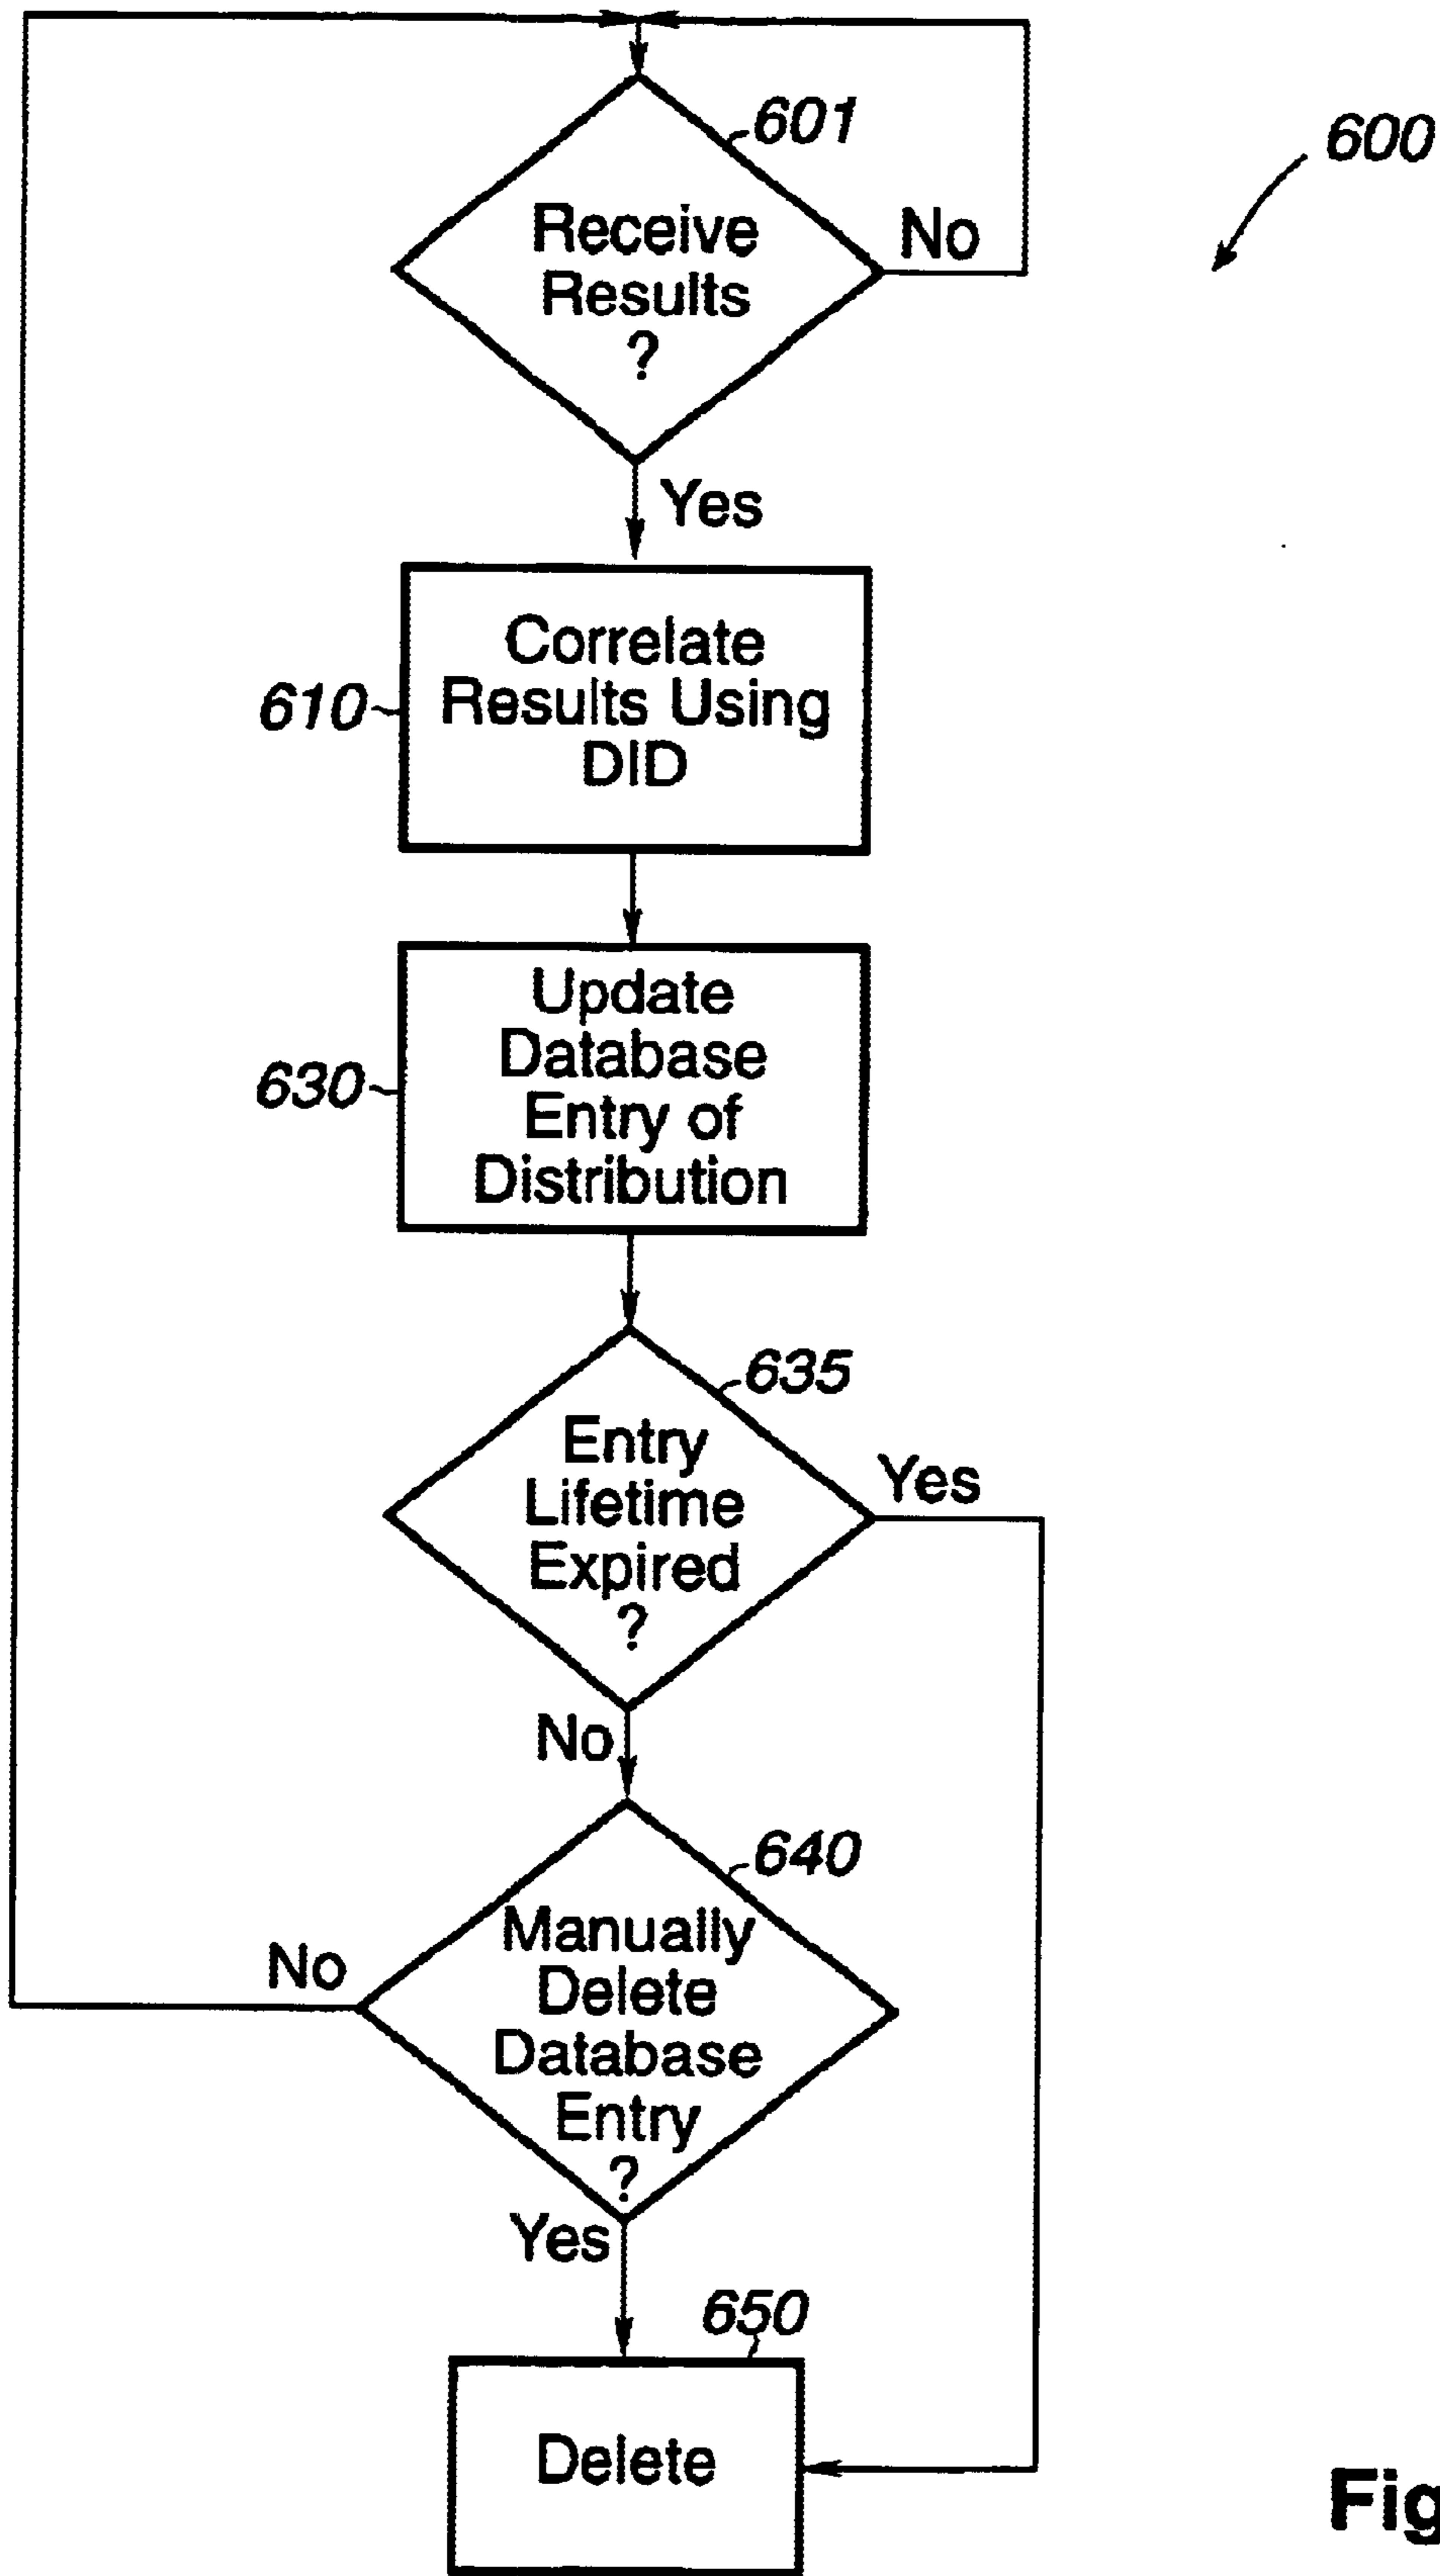 601
600
Receive
Results
?
No
Yes
Correlate
Results Using
DID
610
Update
Database
Entry of
Distribution
630
635
Entry
Lifetime
Expired
?
Yes
No
640
Manually
Delete
Database
Entry
?
No
Yes
650
Delete
Fig